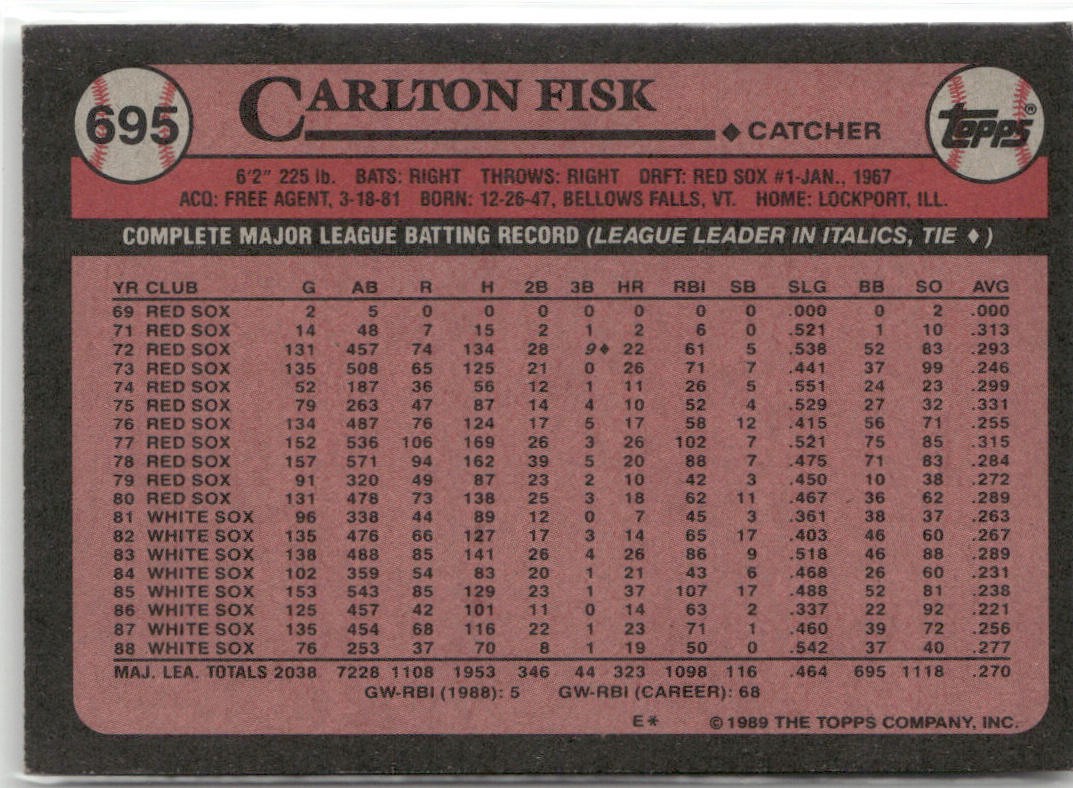 695 CARLTON FISK
◆ CATCHER topps®
6'2" 225 lb. BATS: RIGHT THROWS: RIGHT DRFT: RED SOX #1-JAN., 1967
ACQ: FREE AGENT, 3-18-81 BORN: 12-26-47, BELLOWS FALLS, VT. HOME: LOCKPORT, ILL.
COMPLETE MAJOR LEAGUE BATTING RECORD (LEAGUE LEADER IN ITALICS, TIE ♦)
YR CLUB G AB R H 2B 3B HR RBI SB SLG BB SO AVG
69 RED SOX 2 5 0 0 0 0 0 0 0 .000 0 2 .000
71 RED SOX 14 48 7 15 2 1 2 6 0 .521 1 10 .313
72 RED SOX 131 457 74 134 28 9♦ 22 61 5 .538 52 83 .293
73 RED SOX 135 508 65 125 21 0 26 71 7 .441 37 99 .246
74 RED SOX 52 187 36 56 12 1 11 26 5 .551 24 23 .299
75 RED SOX 79 263 47 87 14 4 10 52 4 .529 27 32 .331
76 RED SOX 134 487 76 124 17 5 17 58 12 .415 56 71 .255
77 RED SOX 152 536 106 169 26 3 26 102 7 .521 75 85 .315
78 RED SOX 157 571 94 162 39 5 20 88 7 .475 71 83 .284
79 RED SOX 91 320 49 87 23 2 10 42 3 .450 10 38 .272
80 RED SOX 131 478 73 138 25 3 18 62 11 .467 36 62 .289
81 WHITE SOX 96 338 44 89 12 0 7 45 3 .361 38 37 .263
82 WHITE SOX 135 476 66 127 17 3 14 65 17 .403 46 60 .267
83 WHITE SOX 138 488 85 141 26 4 26 86 9 .518 46 88 .289
84 WHITE SOX 102 359 54 83 20 1 21 43 6 .468 26 60 .231
85 WHITE SOX 153 543 85 129 23 1 37 107 17 .488 52 81 .238
86 WHITE SOX 125 457 42 101 11 0 14 63 2 .337 22 92 .221
87 WHITE SOX 135 454 68 116 22 1 23 71 1 .460 39 72 .256
88 WHITE SOX 76 253 37 70 8 1 19 50 0 .542 37 40 .277
MAJ. LEA. TOTALS 2038 7228 1108 1953 346 44 323 1098 116 .464 695 1118 .270
GW-RBI (1988): 5 GW-RBI (CAREER): 68
E* ©1989 THE TOPPS COMPANY, INC.